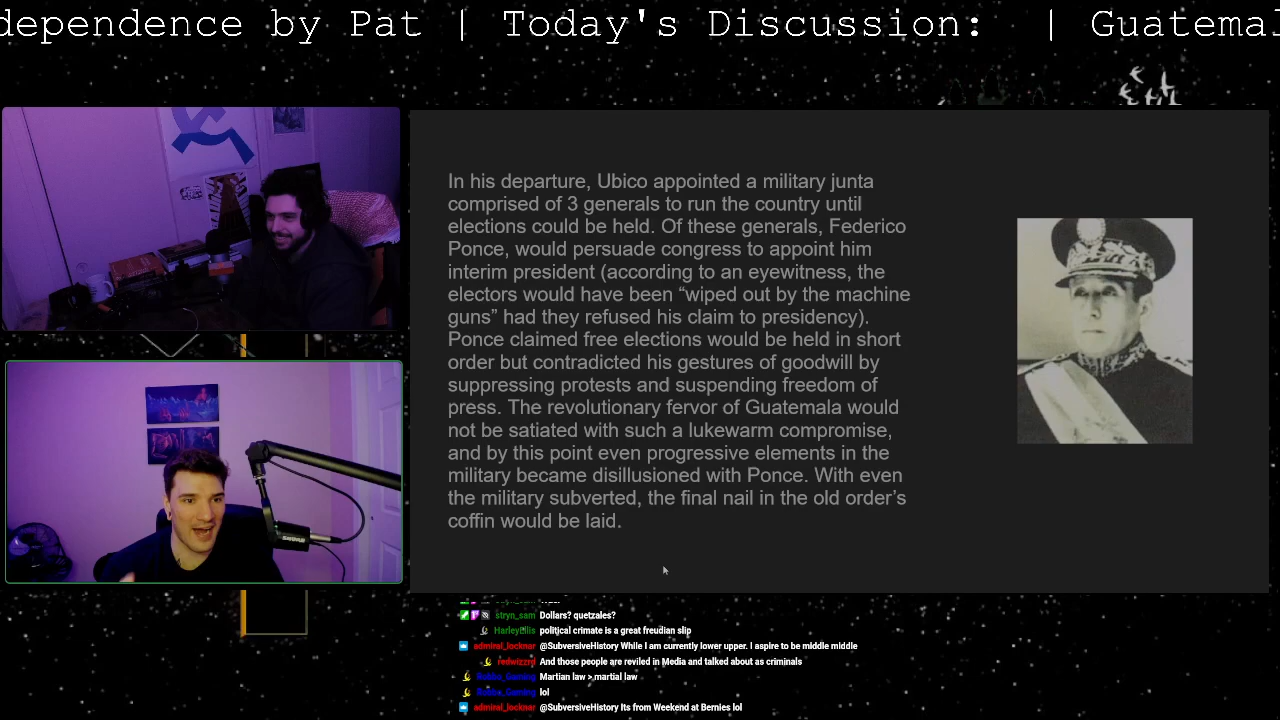 dependence by Pat | Today's Discussion: | Guatemal
In his departure, Ubico appointed a military junta
comprised of 3 generals to run the country until
elections could be held. Of these generals, Federico
Ponce, would persuade congress to appoint him
interim president (according to an eyewitness, the
electors would have been “wiped out by the machine
guns” had they refused his claim to presidency).
Ponce claimed free elections would be held in short
order but contradicted his gestures of goodwill by
suppressing protests and suspending freedom of
press. The revolutionary fervor of Guatemala would
not be satiated with such a lukewarm compromise,
and by this point even progressive elements in the
military became disillusioned with Ponce. With even
the military subverted, the final nail in the old order’s
coffin would be laid.
SHURE
stryn_sam Dollars? quetzales?
HarleyEllis political crimate is a great freudian slip
admiral_locknar @SubversiveHistory While I am currently lower upper. I aspire to be middle middle
redwizzrd And those people are reviled in Media and talked about as criminals
Robbo_Gaming Martian law > martial law
Robbo_Gaming lol
admiral_locknar @SubversiveHistory Its from Weekend at Bernies lol